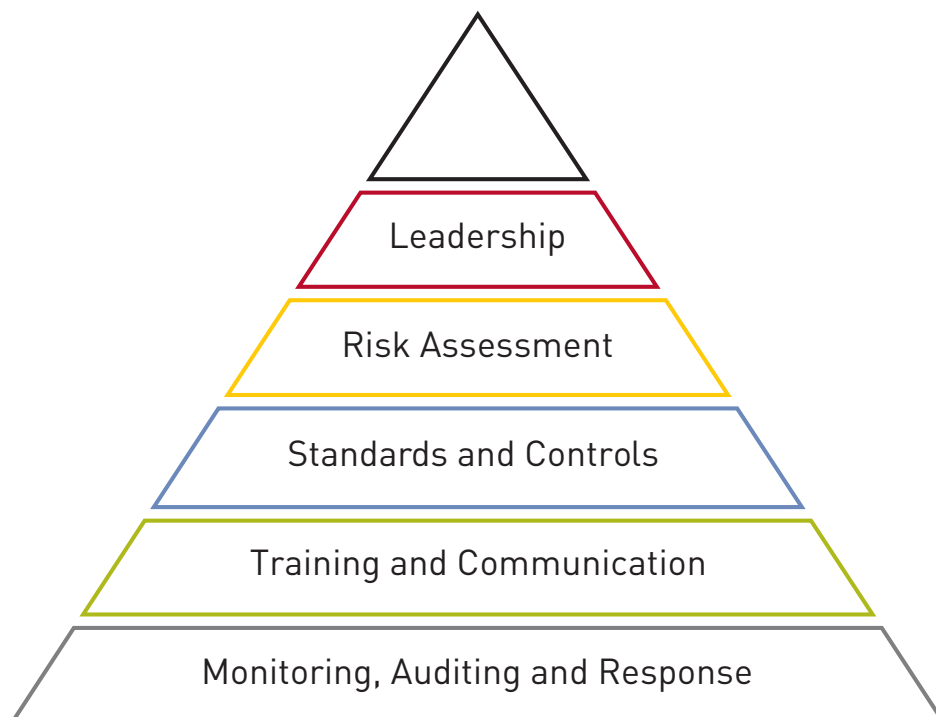 Leadership
Risk Assessment
Standards and Controls
Training and Communication
Monitoring, Auditing and Response